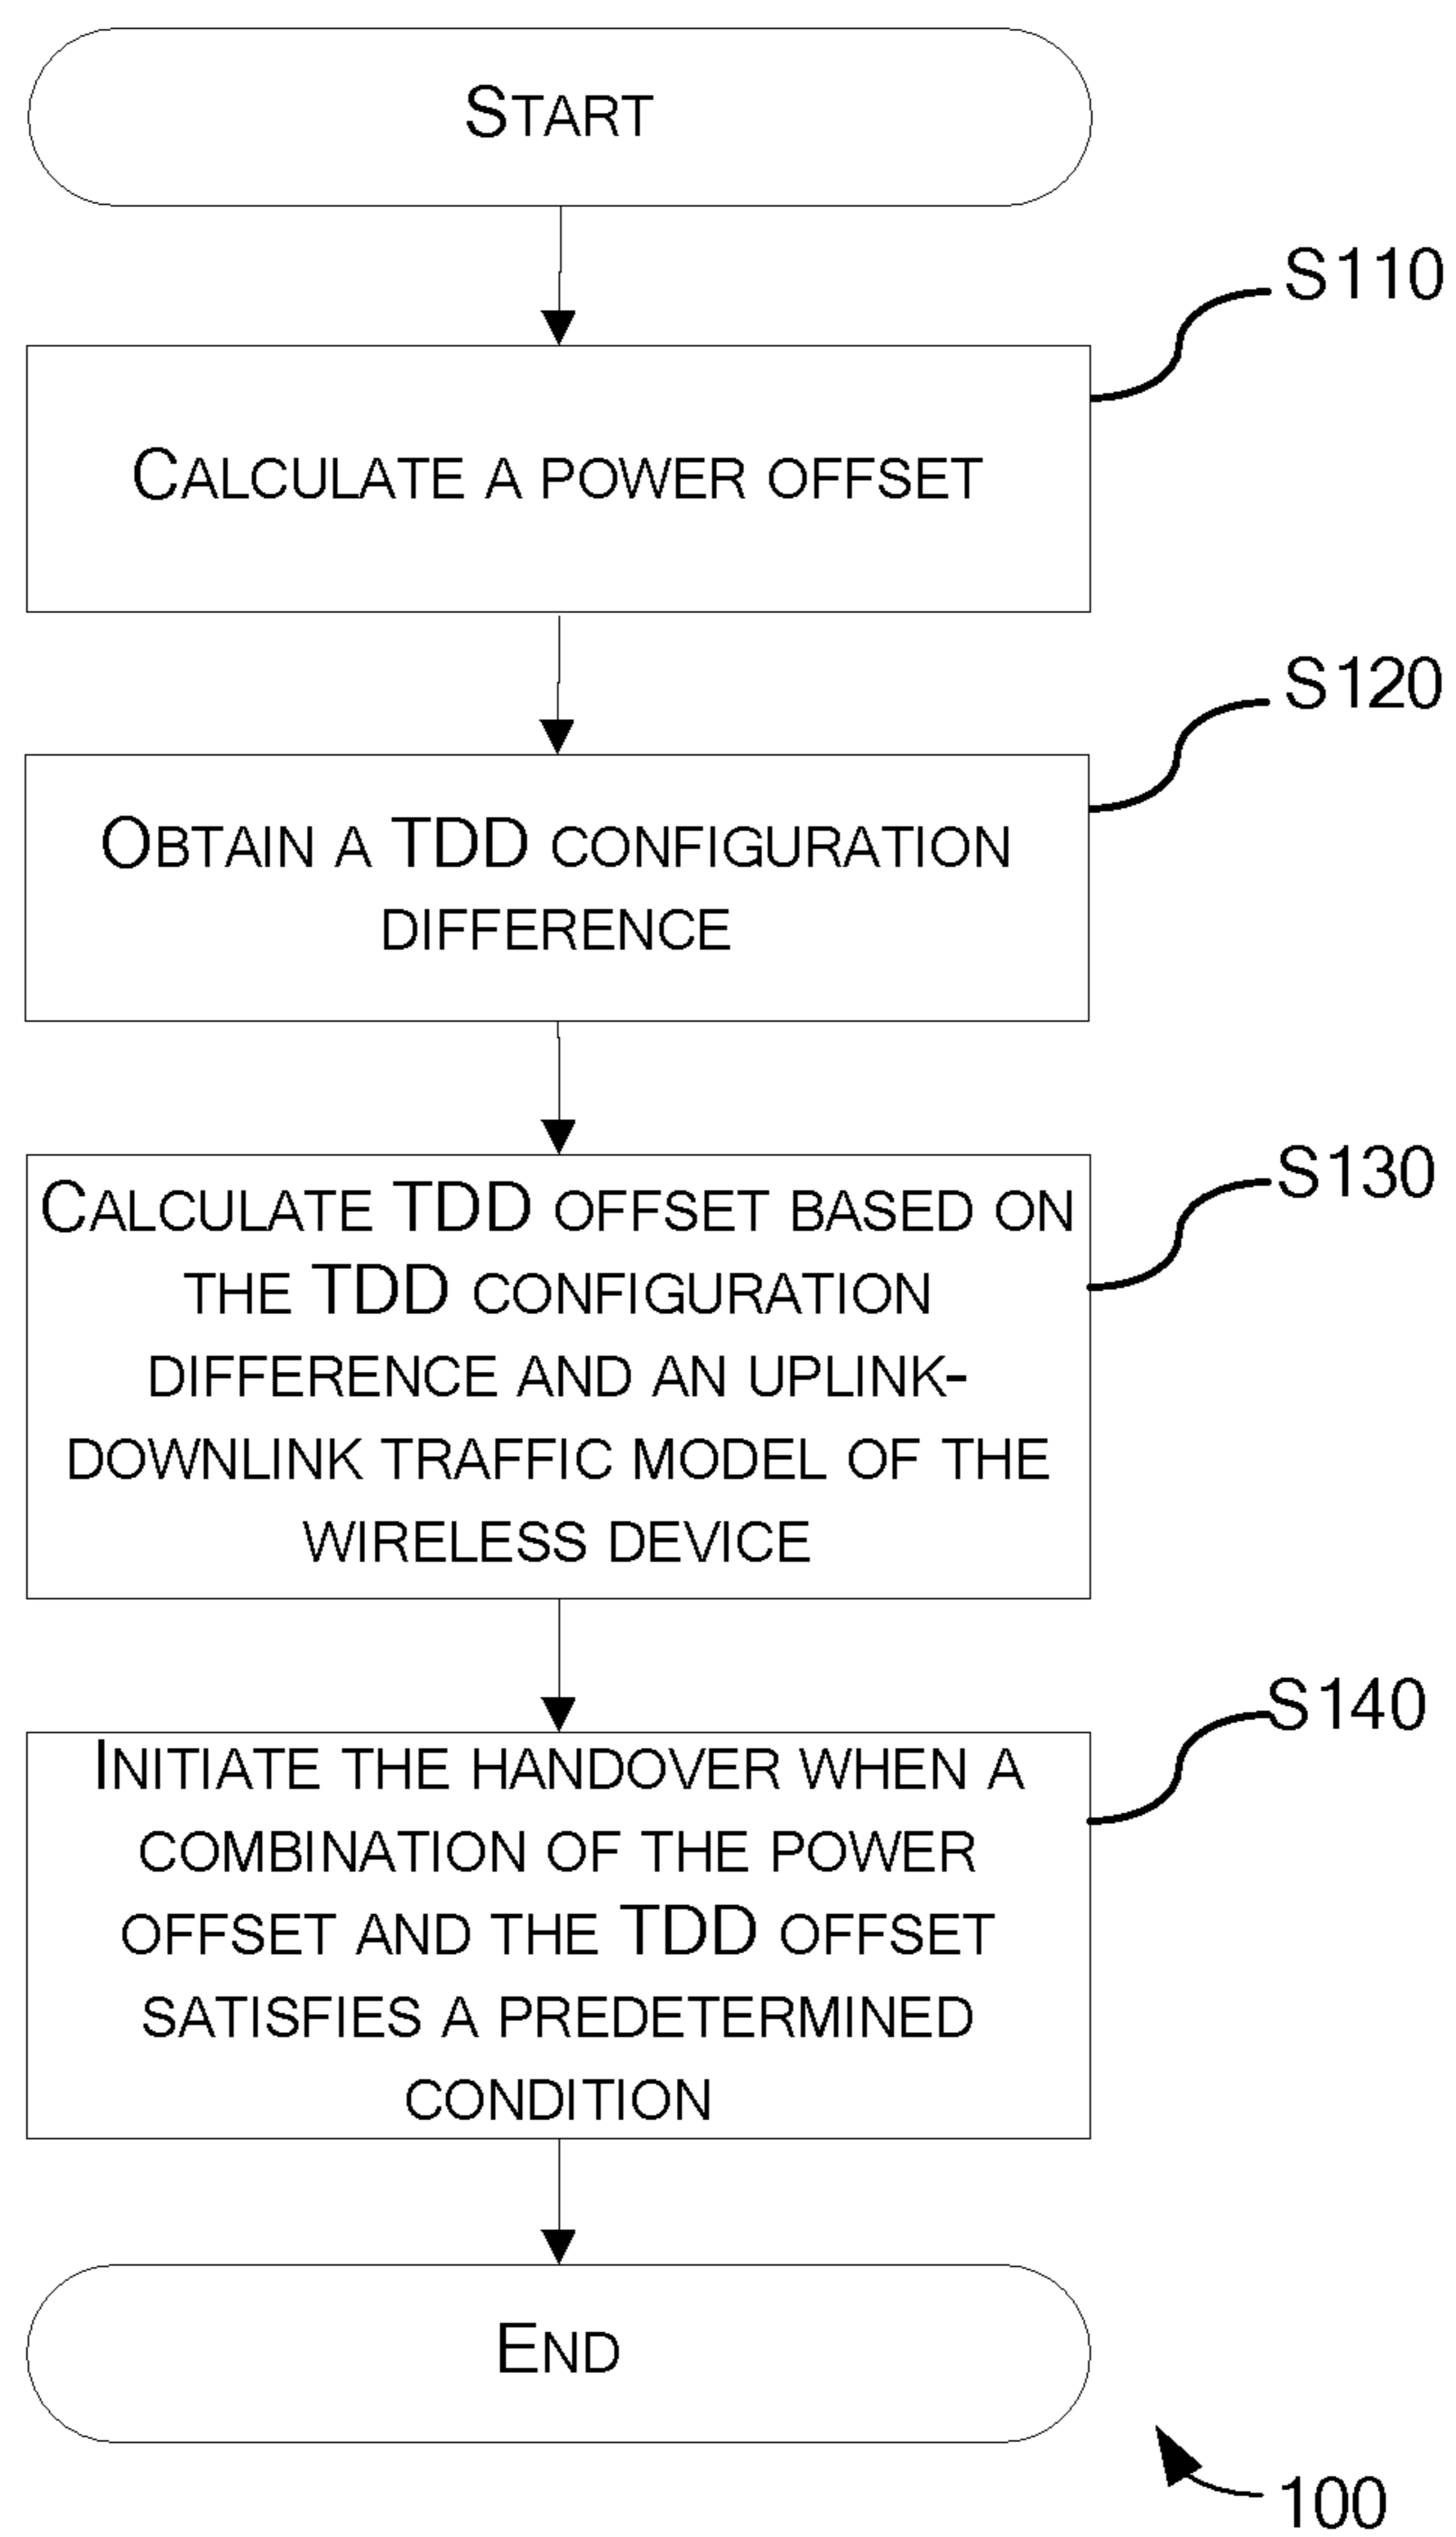 START
S110
CALCULATE A POWER OFFSET
S120
OBTAIN A TDD CONFIGURATION
DIFFERENCE
S130
CALCULATE TDD OFFSET BASED ON
THE TDD CONFIGURATION
DIFFERENCE AND AN UPLINK-
DOWNLINK TRAFFIC MODEL OF THE
WIRELESS DEVICE
S140
INITIATE THE HANDOVER WHEN A
COMBINATION OF THE POWER
OFFSET AND THE TDD OFFSET
SATISFIES A PREDETERMINED
CONDITION
END
100